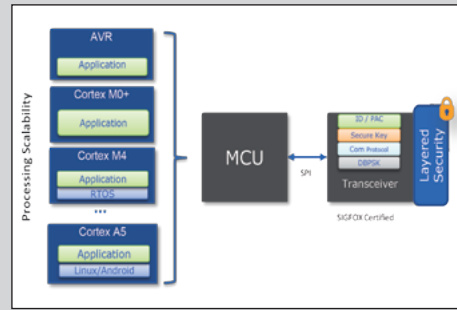 Processing Scalability
AVR
Application
Cortex M0+
Application
Cortex M4
Application
RTOS
...
Cortex A5
Application
Linux/Android
MCU
SPI
ID / PAC
Secure Key
Com Protocol
DBPSK
Transceiver
Layered
Security
SIGFOX Certified